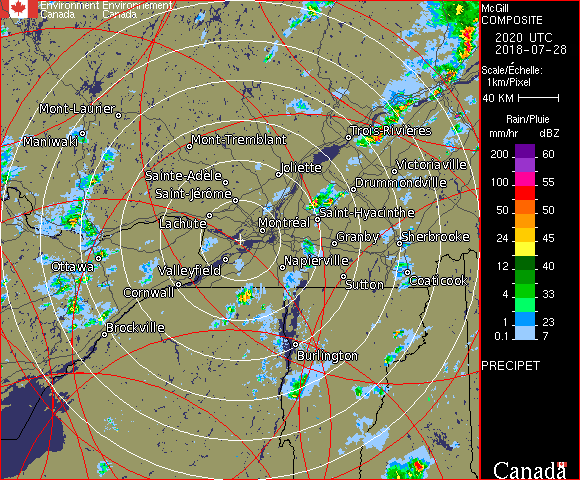 Environment Environnement
Canada Canada
McGill
COMPOSITE
2020 UTC
2018-07-28
Scale/Échelle:
1km/Pixel
40 KM
Rain/Pluie
mm/hr dBZ
200 60
100 55
50 50
24 45
12 40
4 33
1 23
0.1 7
PRECIPET
Canada
Mont-Laurier
Maniwaki
Mont-Tremblant
Trois-Rivières
Sainte-Adèle
Joliette
Victoriaville
Saint-Jérôme
Drummondville
Lachute
Montréal
Saint-Hyacinthe
Granby
Sherbrooke
Ottawa
Valleyfield
Napierville
Cornwall
Sutton
Coaticook
Brockville
Burlington